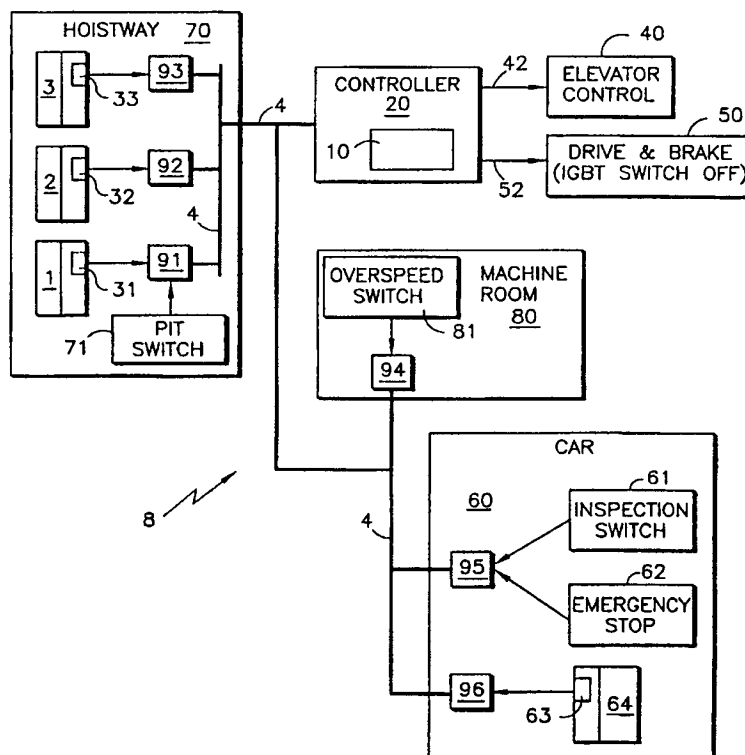 HOISTWAY 70
3
33
93
2
32
92
4
1
31
91
71
PIT
SWITCH
4
CONTROLLER
20
10
42
40
ELEVATOR
CONTROL
50
52
DRIVE & BRAKE
(IGBT SWITCH OFF)
OVERSPEED
SWITCH
81
MACHINE
ROOM
80
94
8
4
CAR
60
61
INSPECTION
SWITCH
95
62
EMERGENCY
STOP
96
63
64